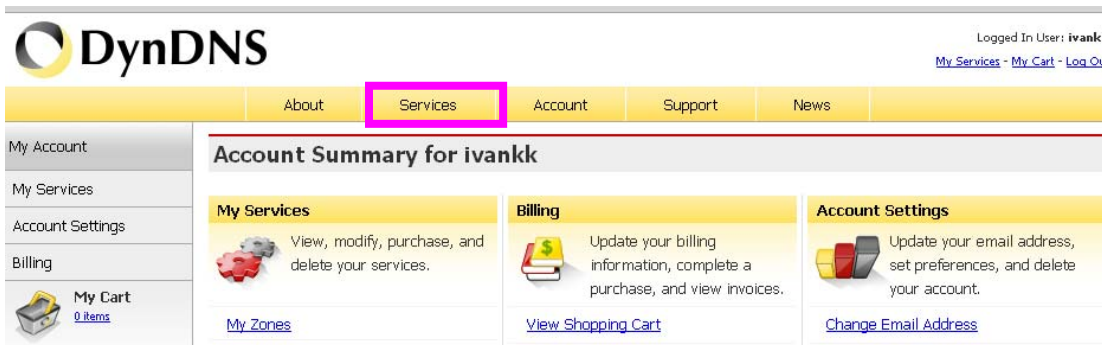 DynDNS
Logged In User: ivankk
My Services - My Cart - Log Ou
About Services Account Support News
My Account
My Services
Account Settings
Billing
My Cart
0 items
Account Summary for ivankk
My Services
View, modify, purchase, and
delete your services.
My Zones
Billing
Update your billing
information, complete a
purchase, and view invoices.
View Shopping Cart
Account Settings
Update your email address,
set preferences, and delete
your account.
Change Email Address